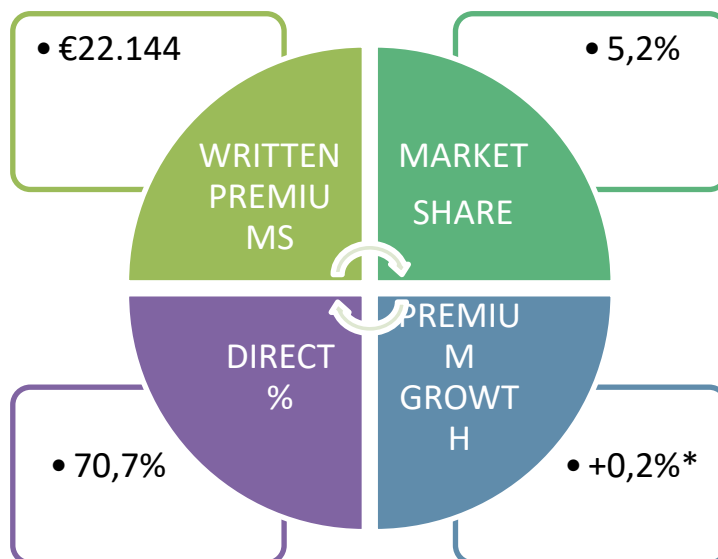 • €22.144
• 5,2%
WRITTEN
PREMIU
MS
MARKET
SHARE
DIRECT
%
PREMIU
M
GROWT
H
• 70,7%
• +0,2%*